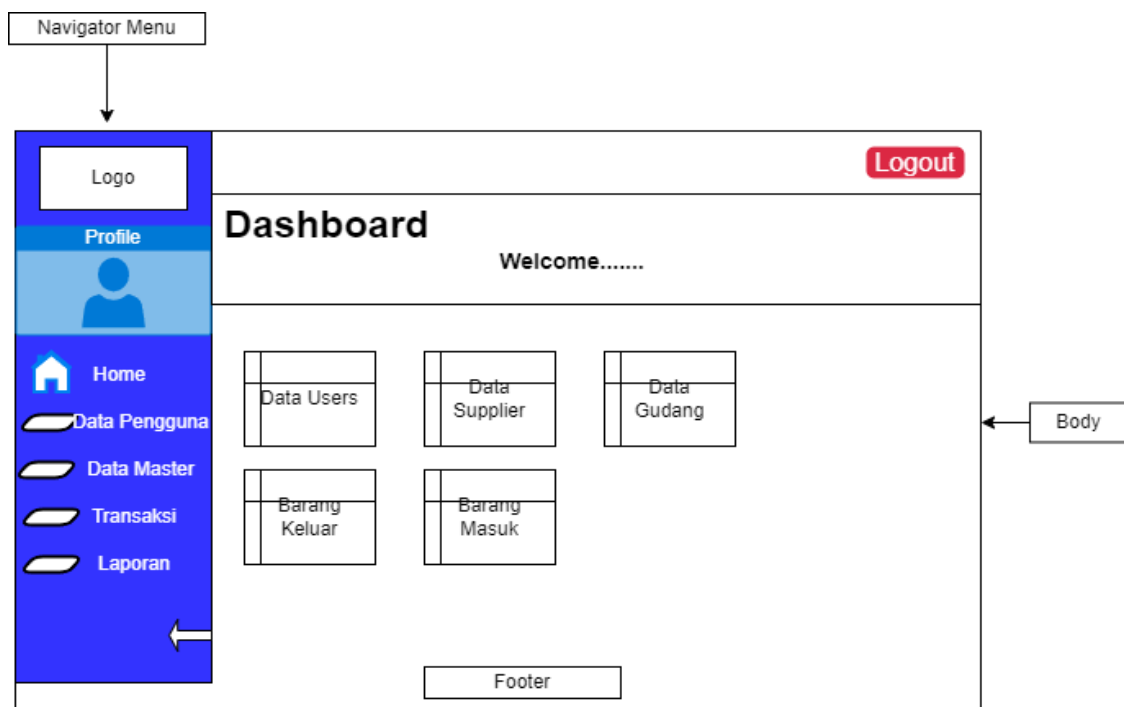 Navigator Menu
Logo
Logout
Profile
Dashboard
Welcome.......
Home
Data Pengguna
Data Master
Transaksi
Laporan
Data Users
Data
Supplier
Data
Gudang
Barang
Keluar
Barang
Masuk
Body
Footer